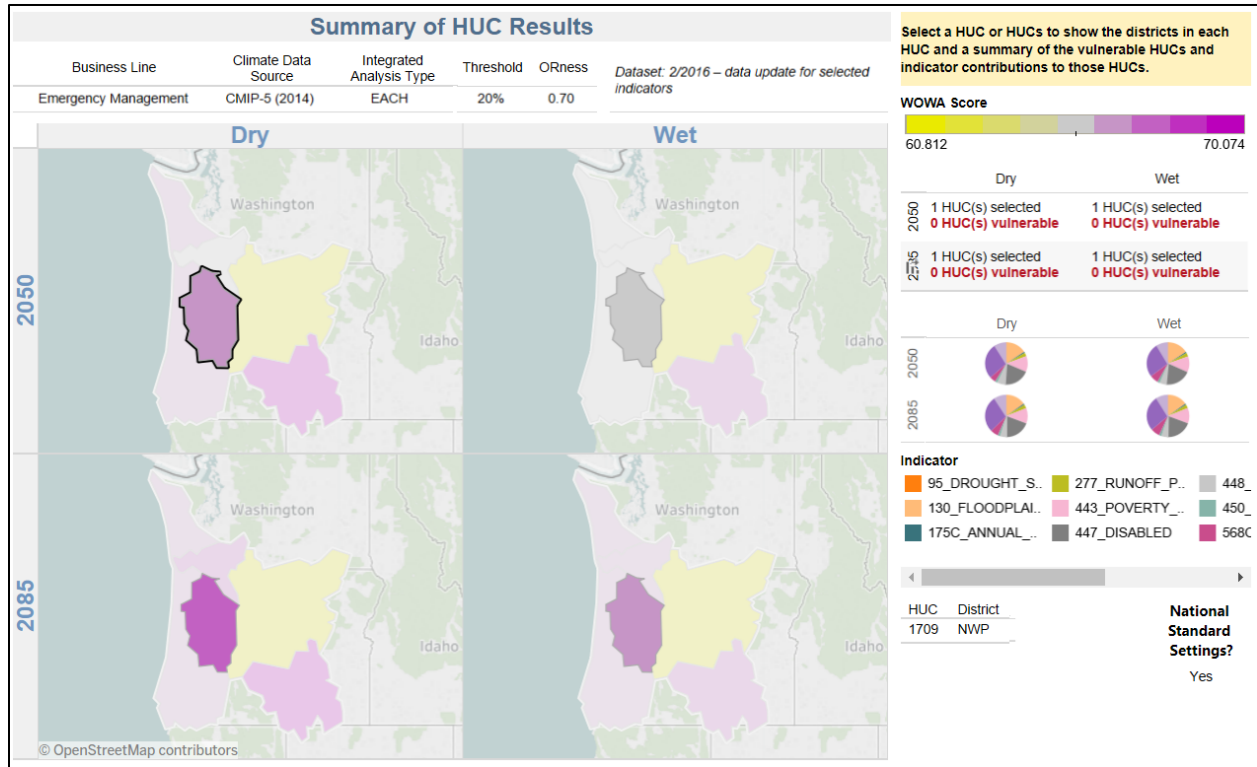 Summary of HUC Results
Business Line
Climate Data
Source
Integrated
Analysis Type
Threshold
ORness
Dataset: 2/2016 – data update for selected
indicators
Emergency Management
CMIP-5 (2014)
EACH
20%
0.70
Dry
Wet
2050
Washington
Idaho
Washington
Idaho
2085
Washington
Idaho
Washington
Idaho
© OpenStreetMap contributors
Select a HUC or HUCs to show the districts in each
HUC and a summary of the vulnerable HUCs and
indicator contributions to those HUCs.
WOWA Score
60.812
70.074
Dry
Wet
2050
1 HUC(s) selected
0 HUC(s) vulnerable
1 HUC(s) selected
0 HUC(s) vulnerable
1 HUC(s) selected
0 HUC(s) vulnerable
1 HUC(s) selected
0 HUC(s) vulnerable
Dry
Wet
2050
2085
Indicator
95_DROUGHT_S..
277_RUNOFF_P..
448_
130_FLOODPLAI..
443_POVERTY_..
450_
175C_ANNUAL_..
447_DISABLED
568C
HUC
District
1709
NWP
National
Standard
Settings?
Yes